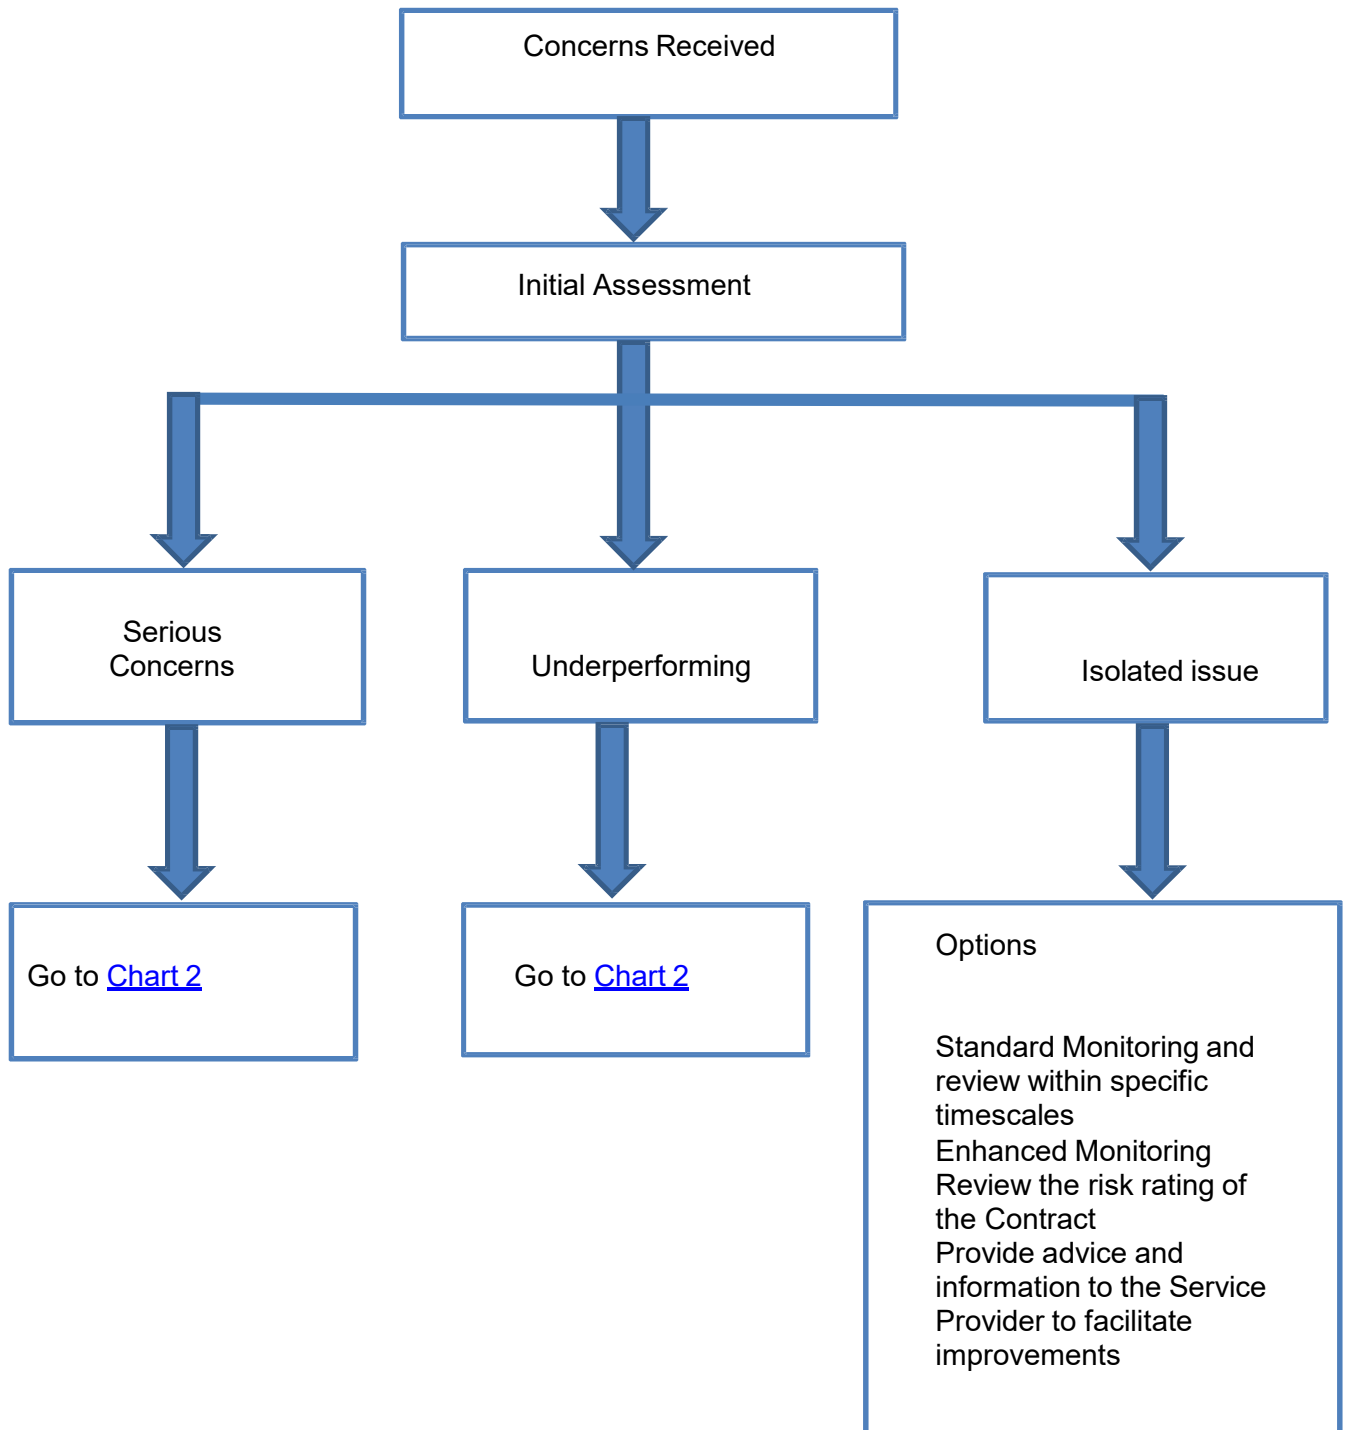 Concerns Received
Initial Assessment
Serious
Concerns
Underperforming
Isolated issue
Go to Chart 2
Go to Chart 2
Options
Standard Monitoring and
review within specific
timescales
Enhanced Monitoring
Review the risk rating of
the Contract
Provide advice and
information to the Service
Provider to facilitate
improvements